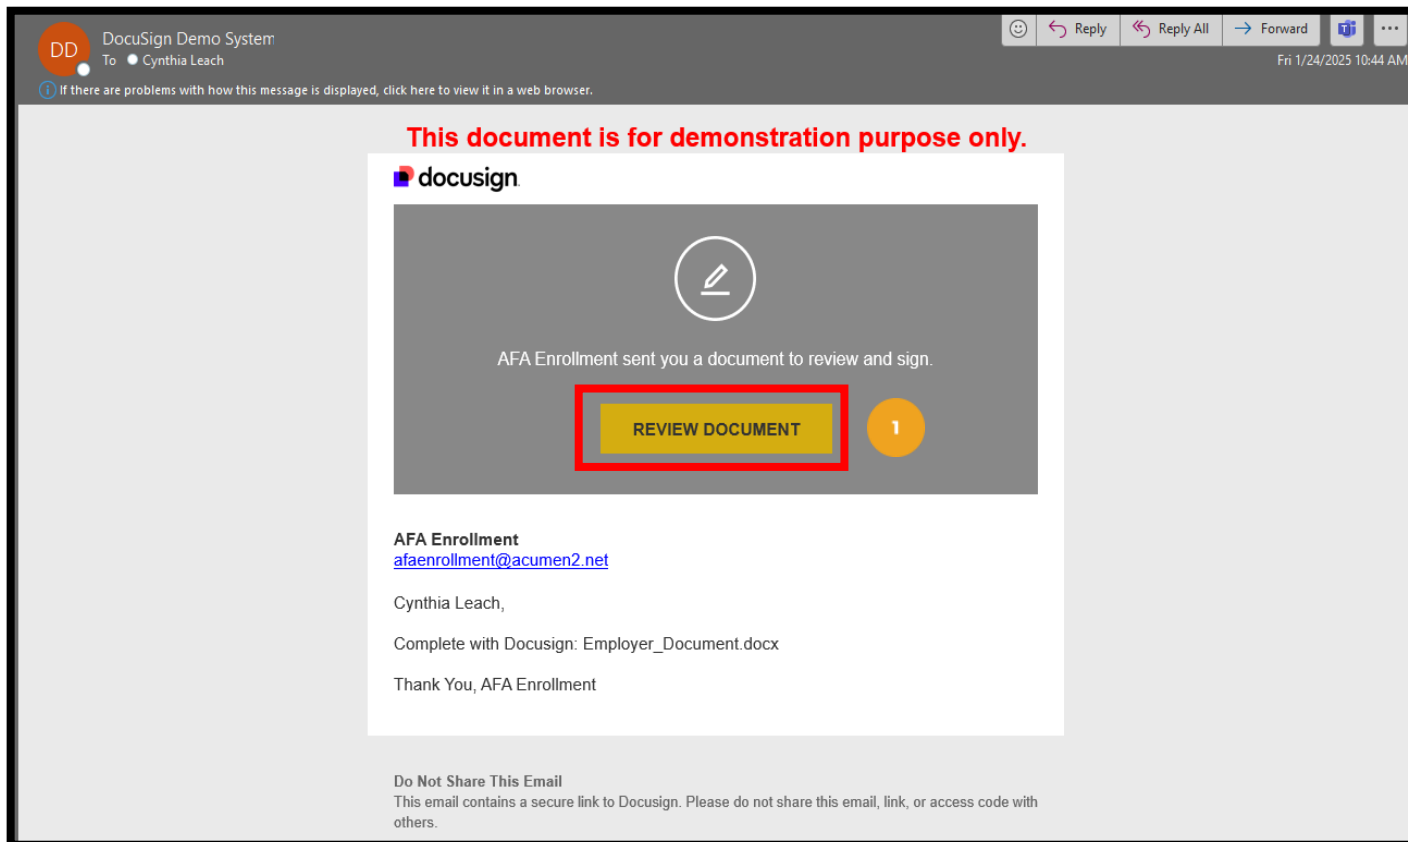 DD
DocuSign Demo System
To Cynthia Leach
Reply
Reply All
Forward
Fri 1/24/2025 10:44 AM
If there are problems with how this message is displayed, click here to view it in a web browser.
This document is for demonstration purpose only.
docusign
AFA Enrollment sent you a document to review and sign.
REVIEW DOCUMENT
1
AFA Enrollment
afaenrollment@acumen2.net
Cynthia Leach,
Complete with Docusign: Employer_Document.docx
Thank You, AFA Enrollment
Do Not Share This Email
This email contains a secure link to Docusign. Please do not share this email, link, or access code with
others.